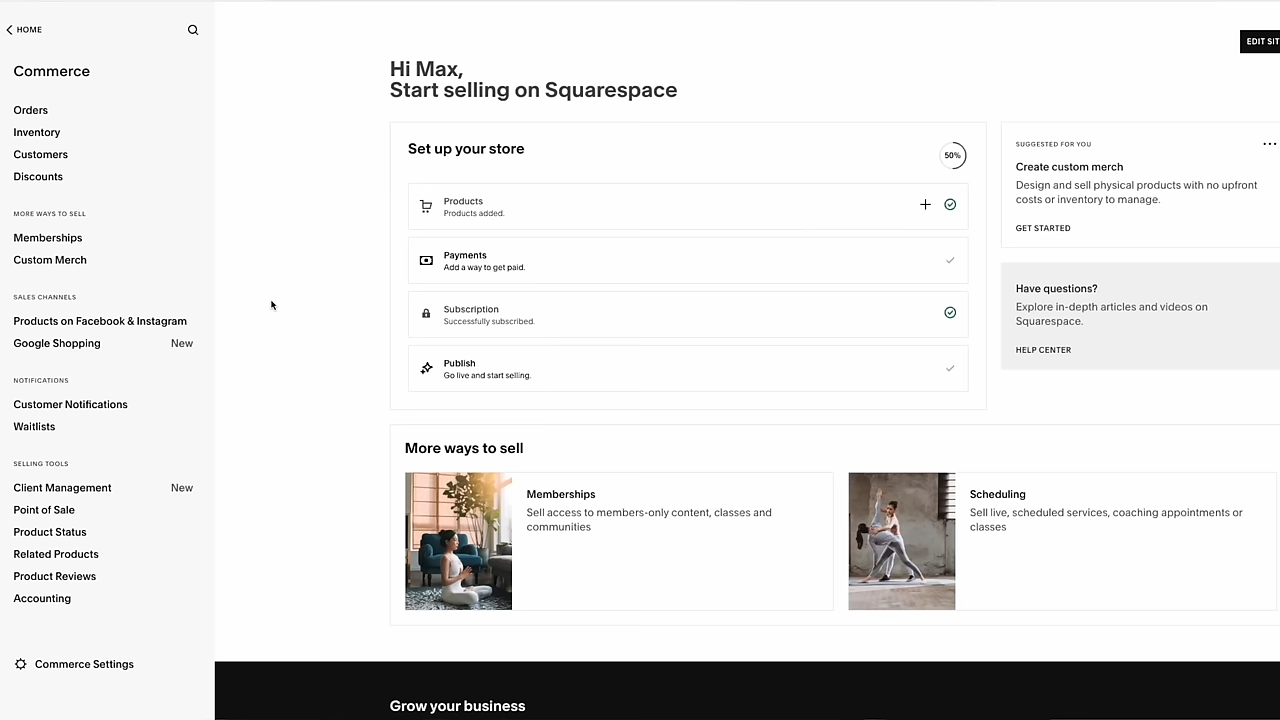 HOME
Commerce
Orders
Inventory
Customers
Discounts
MORE WAYS TO SELL
Memberships
Custom Merch
SALES CHANNELS
Products on Facebook & Instagram
Google Shopping New
NOTIFICATIONS
Customer Notifications
Waitlists
SELLING TOOLS
Client Management New
Point of Sale
Product Status
Related Products
Product Reviews
Accounting
Commerce Settings
EDIT SIT
Hi Max,
Start selling on Squarespace
Set up your store
50%
Products
Products added.
Payments
Add a way to get paid.
Subscription
Successfully subscribed.
Publish
Go live and start selling.
SUGGESTED FOR YOU
Create custom merch
Design and sell physical products with no upfront
costs or inventory to manage.
GET STARTED
Have questions?
Explore in-depth articles and videos on
Squarespace.
HELP CENTER
More ways to sell
Memberships
Sell access to members-only content, classes and
communities
Scheduling
Sell live, scheduled services, coaching appointments or
classes
Grow your business